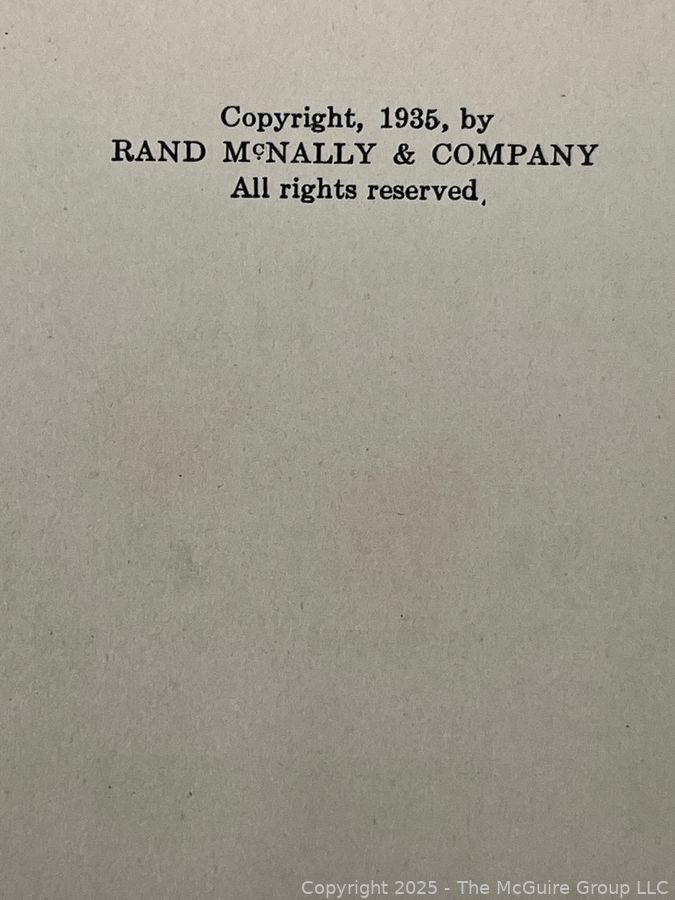 Copyright, 1935, by
RAND McNALLY & COMPANY
All rights reserved.
Copyright 2025 - The McGuire Group LLC